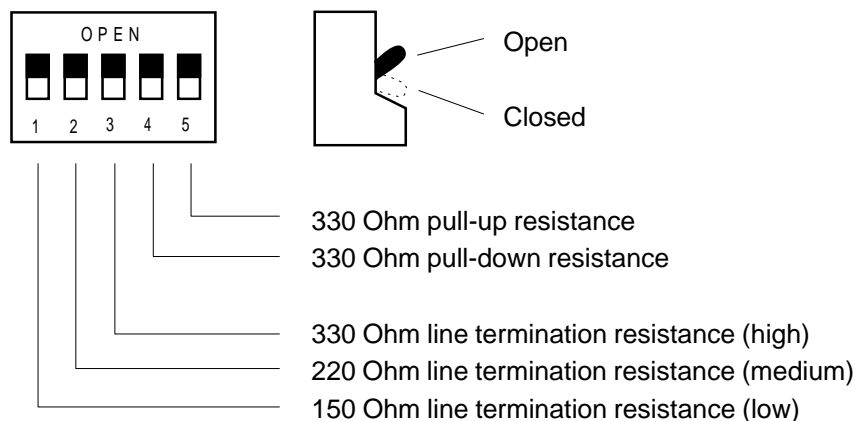 OPEN
1 2 3 4 5
Open
Closed
330 Ohm pull-up resistance
330 Ohm pull-down resistance
330 Ohm line termination resistance (high)
220 Ohm line termination resistance (medium)
150 Ohm line termination resistance (low)